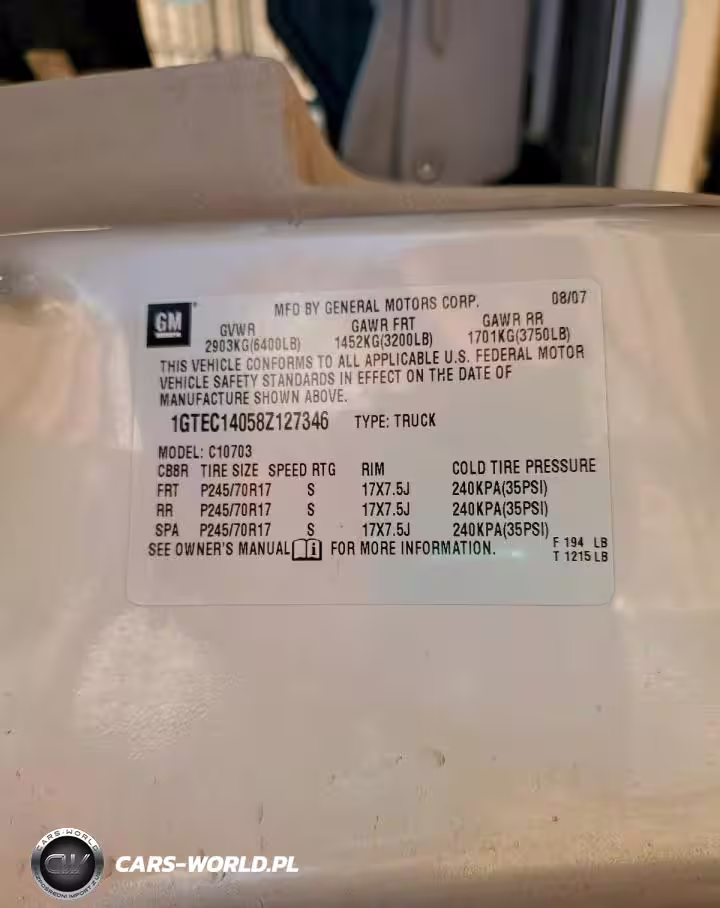 GM
MFD BY GENERAL MOTORS CORP. 08/07
GVWR GAWR FRT GAWR RR
2903KG(6400LB) 1452KG(3200LB) 1701KG(3750LB)
THIS VEHICLE CONFORMS TO ALL APPLICABLE U.S. FEDERAL MOTOR
VEHICLE SAFETY STANDARDS IN EFFECT ON THE DATE OF
MANUFACTURE SHOWN ABOVE.
1GTEC14058Z127346 TYPE: TRUCK
MODEL: C10703
CB8R TIRE SIZE SPEED RTG RIM COLD TIRE PRESSURE
FRT P245/70R17 S 17X7.5J 240KPA(35PSI)
RR P245/70R17 S 17X7.5J 240KPA(35PSI)
SPA P245/70R17 S 17X7.5J 240KPA(35PSI)
SEE OWNER'S MANUAL FOR MORE INFORMATION.
F 194 LB
T 1215 LB
CARS-WORLD
CW
CARS-WORLD.PL